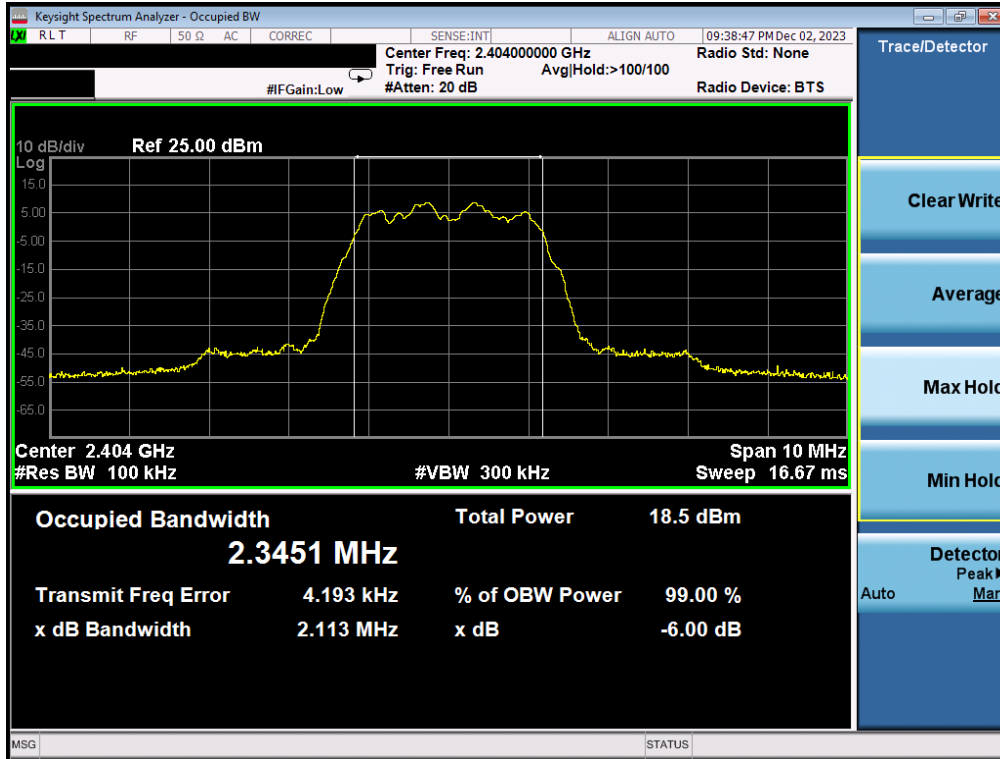 Keysight Spectrum Analyzer - Occupied BW
LXI RLT RF 50 Ω AC CORREC SENSE:INT ALIGN AUTO 09:38:47 PM Dec 02, 2023
Center Freq: 2.404000000 GHz Radio Std: None
Trig: Free Run Avg|Hold:>100/100
#IFGain:Low #Atten: 20 dB Radio Device: BTS
10 dB/div Ref 25.00 dBm
Log
15.0
5.00
-5.00
-15.0
-25.0
-35.0
-45.0
-55.0
-65.0
Center 2.404 GHz Span 10 MHz
#Res BW 100 kHz #VBW 300 kHz Sweep 16.67 ms
Occupied Bandwidth Total Power 18.5 dBm
2.3451 MHz
Transmit Freq Error 4.193 kHz % of OBW Power 99.00 %
x dB Bandwidth 2.113 MHz x dB -6.00 dB
MSG STATUS
Trace/Detector
Clear Write
Average
Max Hold
Min Hold
Detector
Peak
Auto Man